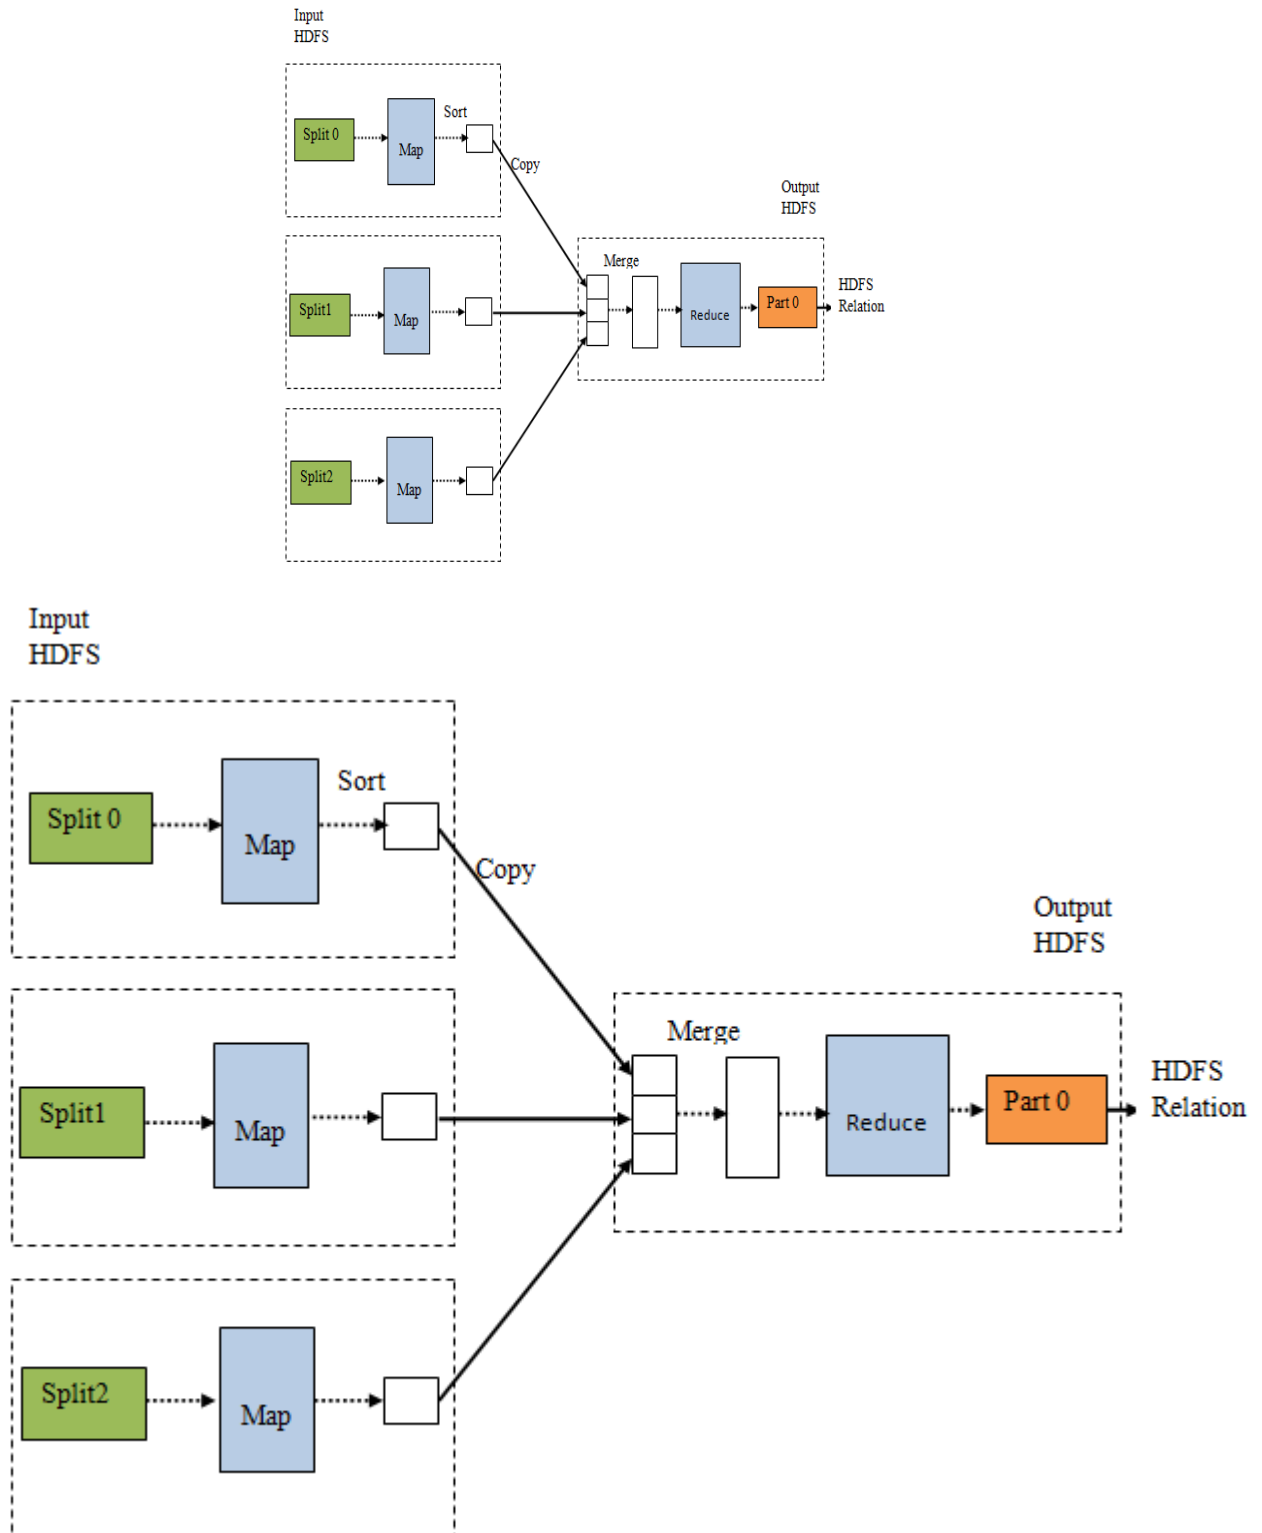 Input
HDFS
Sort
Split 0
Map
Copy
Output
HDFS
Merge
HDFS
Relation
Split1
Map
Reduce
Part 0
Split2
Map
Input
HDFS
Sort
Split 0
Map
Copy
Output
HDFS
Merge
HDFS
Relation
Split1
Map
Reduce
Part 0
Split2
Map